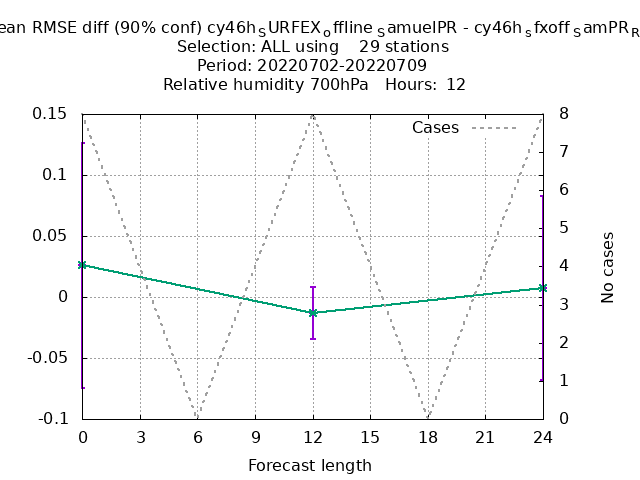 ean RMSE diff (90% conf) cy46h_SURFEX_offline_SamuelPR - cy46h_sfxoff_SamPR_R
Selection: ALL using 29 stations
Period: 20220702-20220709
Relative humidity 700hPa Hours: 12
Cases
0.15
0.1
0.05
0
-0.05
-0.1
8
7
6
5
4
3
2
1
0
No cases
0 3 6 9 12 15 18 21 24
Forecast length